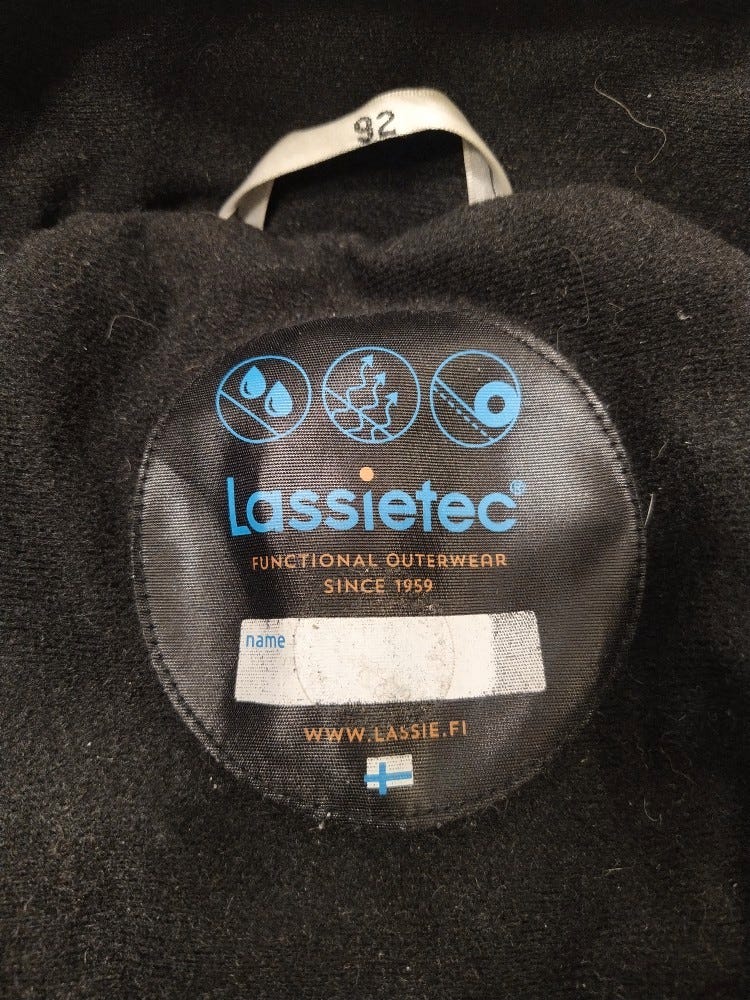 92
Lassietec®
FUNCTIONAL OUTERWEAR
SINCE 1959
name
WWW.LASSIE.FI